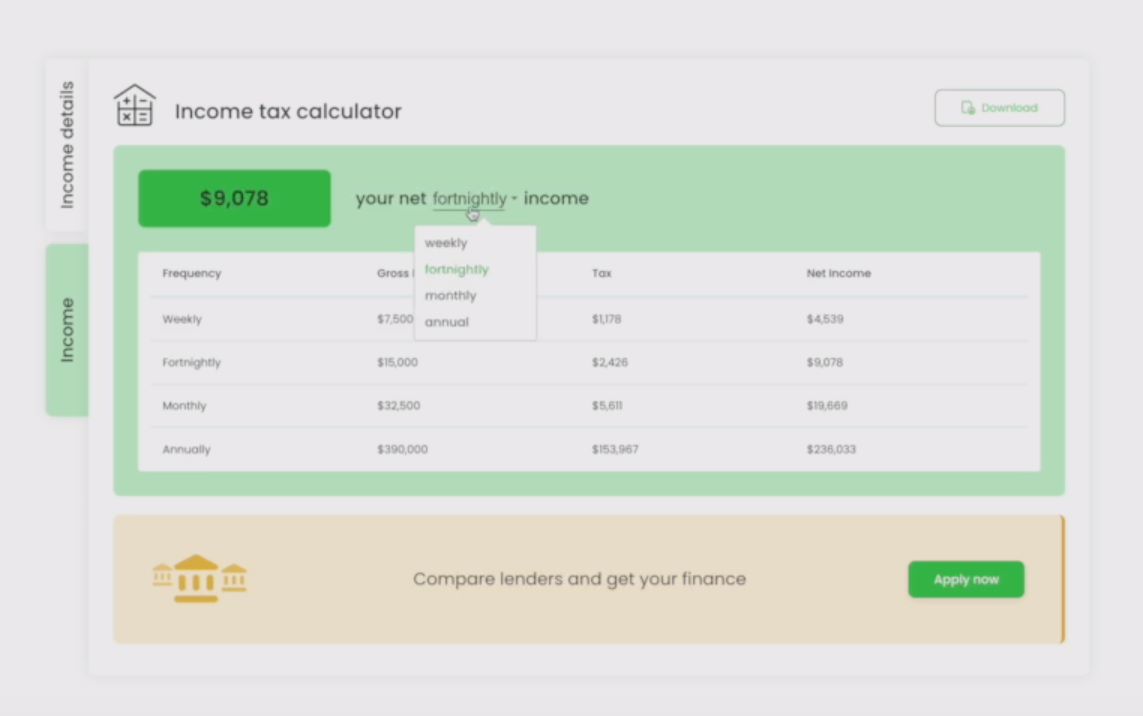 Income details
Income
Income tax calculator
Download
$9,078
your net fortnightly - income
weekly
fortnightly
monthly
annual
Frequency Gross Tax Net Income
Weekly $7,500 $1,178 $4,539
Fortnightly $15,000 $2,426 $9,078
Monthly $32,500 $5,611 $19,669
Annually $390,000 $153,967 $236,033
Compare lenders and get your finance
Apply now